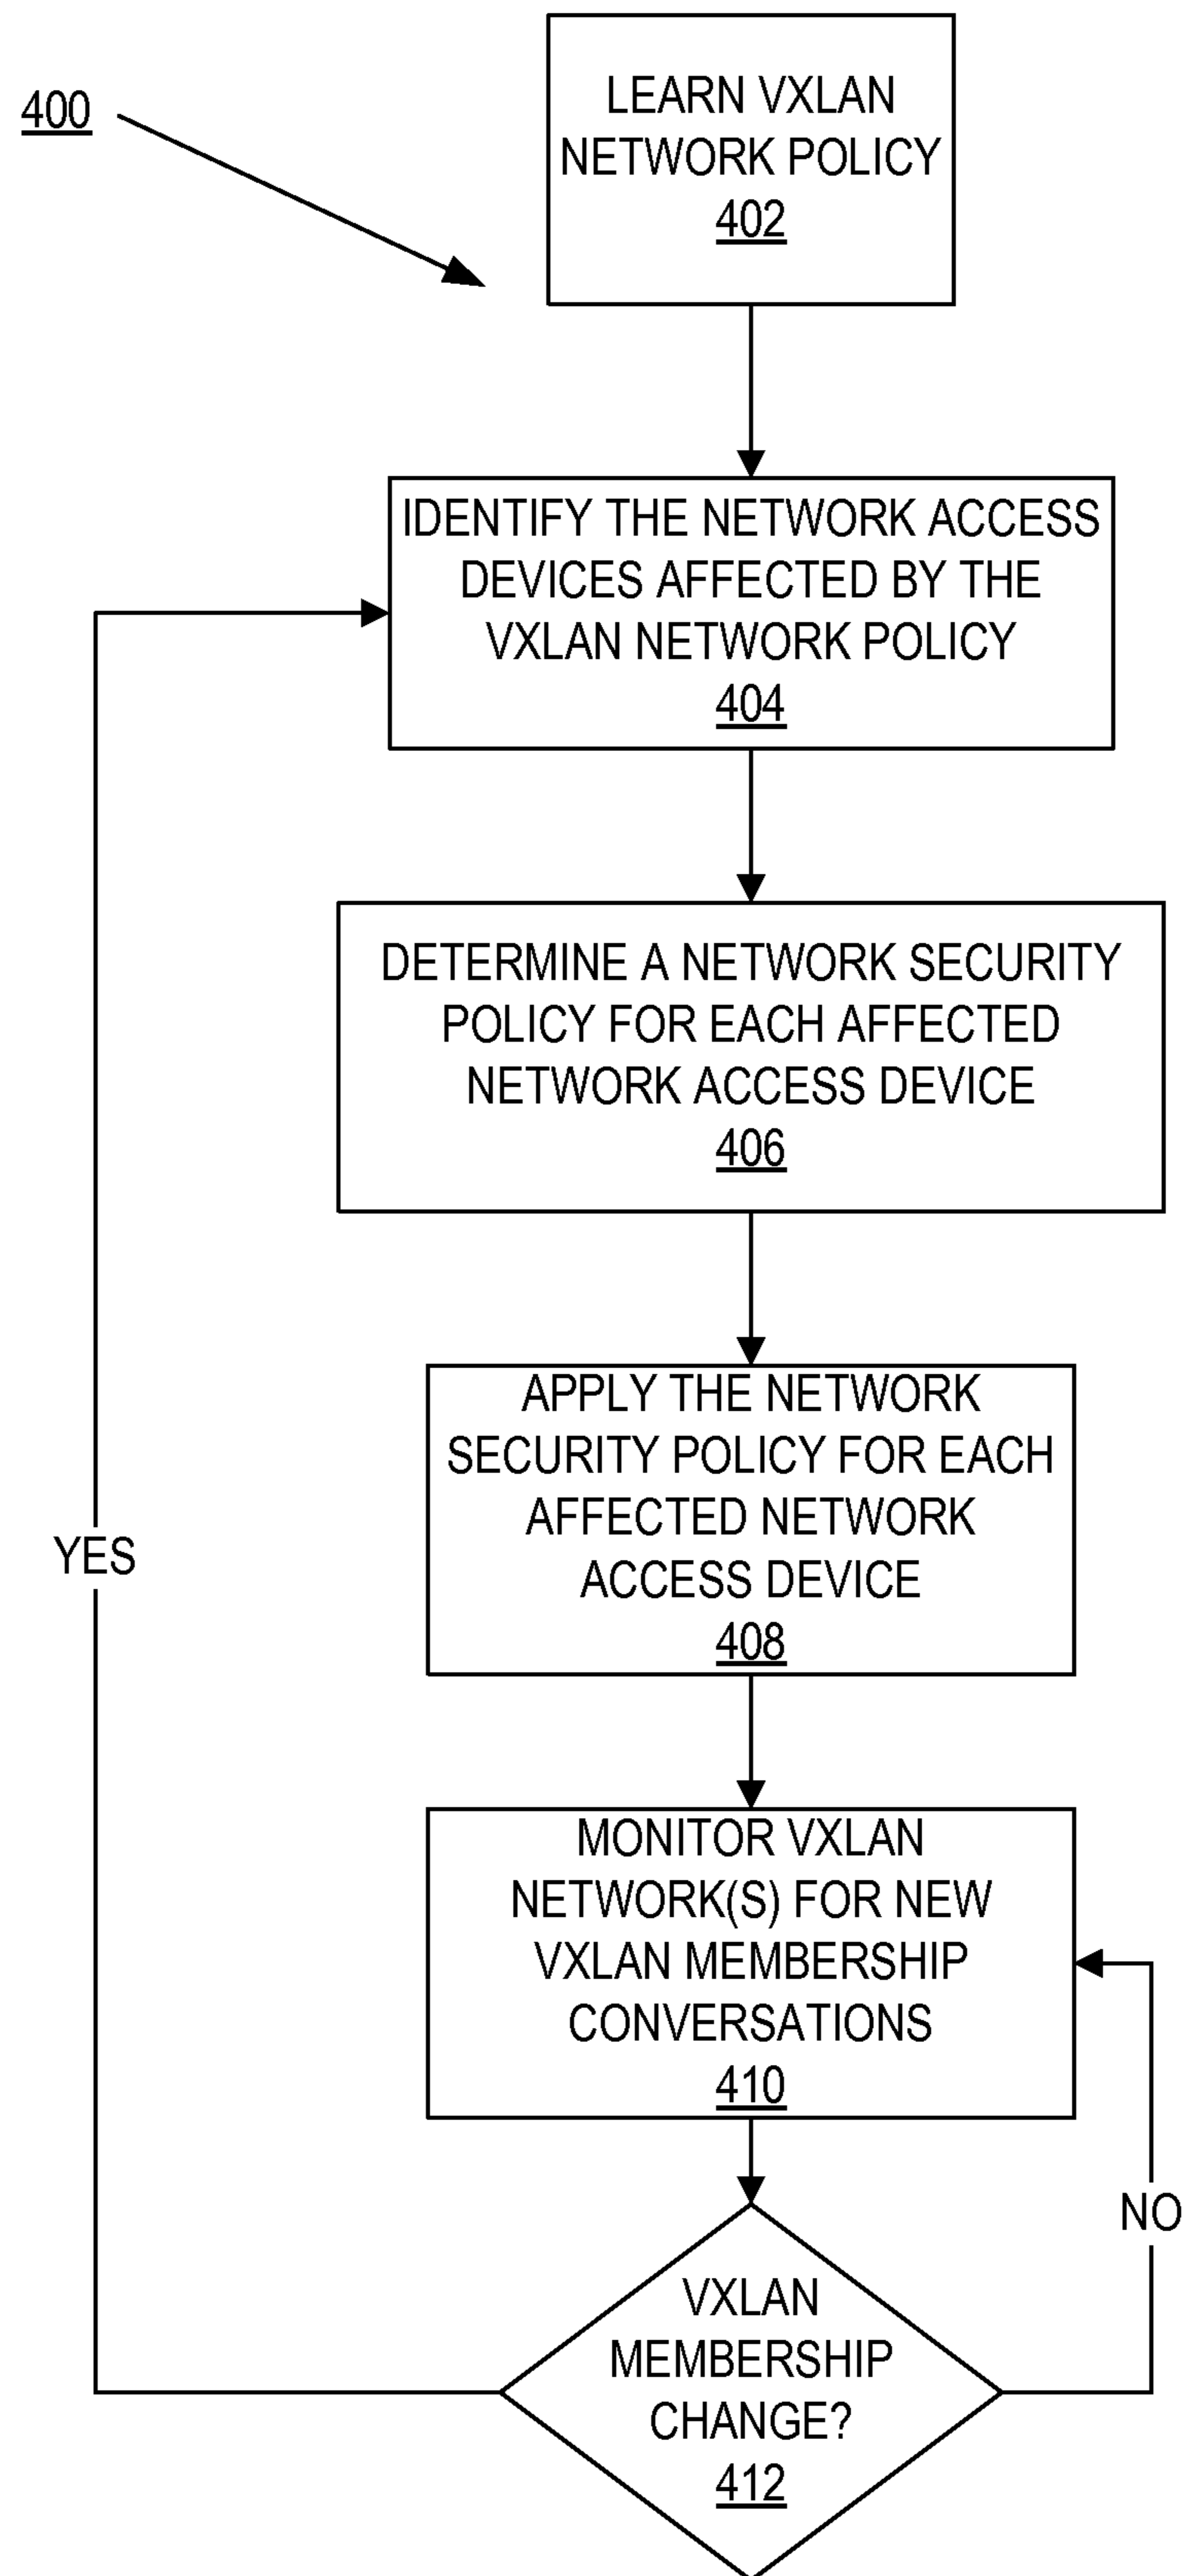 400
LEARN VXLAN
NETWORK POLICY
402
IDENTIFY THE NETWORK ACCESS
DEVICES AFFECTED BY THE
VXLAN NETWORK POLICY
404
DETERMINE A NETWORK SECURITY
POLICY FOR EACH AFFECTED
NETWORK ACCESS DEVICE
406
APPLY THE NETWORK
SECURITY POLICY FOR EACH
AFFECTED NETWORK
ACCESS DEVICE
408
YES
MONITOR VXLAN
NETWORK(S) FOR NEW
VXLAN MEMBERSHIP
CONVERSATIONS
410
NO
VXLAN
MEMBERSHIP
CHANGE?
412